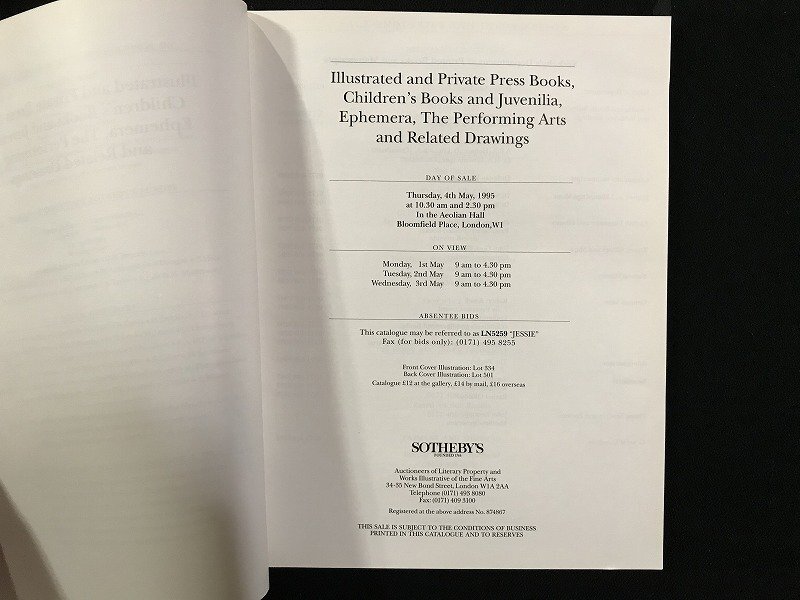 Illustrated and Private Press Books,
Children's Books and Juvenilia,
Ephemera, The Performing Arts
and Related Drawings
DAY OF SALE
Thursday, 4th May, 1995
at 10.30 am and 2.30 pm
In the Aeolian Hall
Bloomfield Place, London,W1
ON VIEW
Monday, 1st May 9 am to 4.30 pm
Tuesday, 2nd May 9 am to 4.30 pm
Wednesday, 3rd May 9 am to 4.30 pm
ABSENTEE BIDS
This catalogue may be referred to as LN5259 "JESSIE"
Fax (for bids only): (0171) 495 8255
Front Cover Illustration: Lot 334
Back Cover Illustration: Lot 501
Catalogue £12 at the gallery, £14 by mail, £16 overseas
SOTHEBY'S
FOUNDED 1744
Auctioneers of Literary Property and
Works Illustrative of the Fine Arts
34-35 New Bond Street, London W1A 2AA
Telephone (0171) 493 8080
Fax: (0171) 409 3100
Registered at the above address No. 874867
THIS SALE IS SUBJECT TO THE CONDITIONS OF BUSINESS
PRINTED IN THIS CATALOGUE AND TO RESERVES